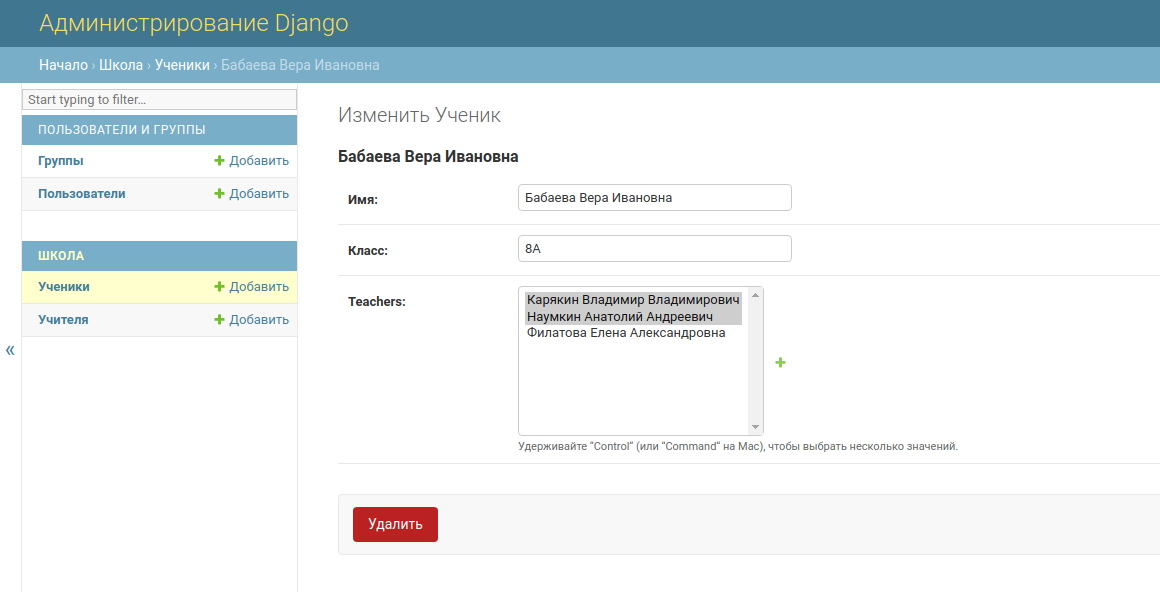 Администрирование Django
Начало › Школа › Ученики › Бабаева Вера Ивановна
Start typing to filter...
ПОЛЬЗОВАТЕЛИ И ГРУППЫ
Группы + Добавить
Пользователи + Добавить
ШКОЛА
Ученики + Добавить
Учителя + Добавить
«
Изменить Ученик
Бабаева Вера Ивановна
Имя: Бабаева Вера Ивановна
Класс: 8А
Teachers: Карякин Владимир Владимирович
Наумкин Анатолий Андреевич
Филатова Елена Александровна
+
Удерживайте “Control“ (или “Command“ на Mac), чтобы выбрать несколько значений.
Удалить